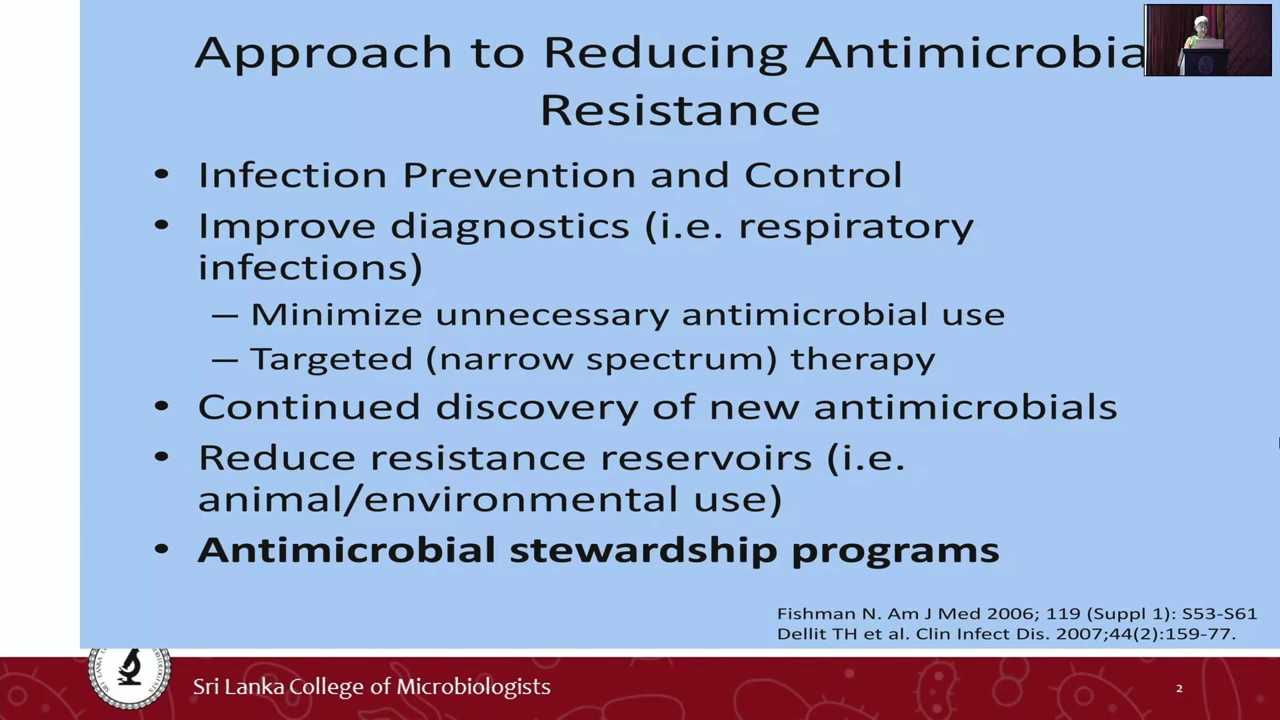 Approach to Reducing Antimicrobia
Resistance
• Infection Prevention and Control
• Improve diagnostics (i.e. respiratory
infections)
– Minimize unnecessary antimicrobial use
– Targeted (narrow spectrum) therapy
• Continued discovery of new antimicrobials
• Reduce resistance reservoirs (i.e.
animal/environmental use)
• Antimicrobial stewardship programs
Fishman N. Am J Med 2006; 119 (Suppl 1): S53-S61
Dellit TH et al. Clin Infect Dis. 2007;44(2):159-77.
Sri Lanka College of Microbiologists
2